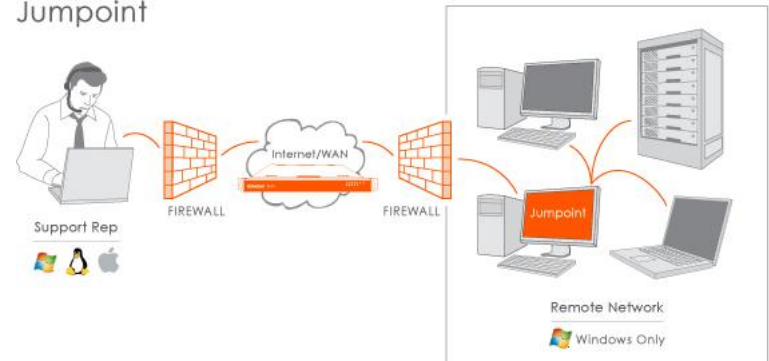 Jumpoint
Internet/WAN
FIREWALL
FIREWALL
Jumpoint
Support Rep
Remote Network
Windows Only